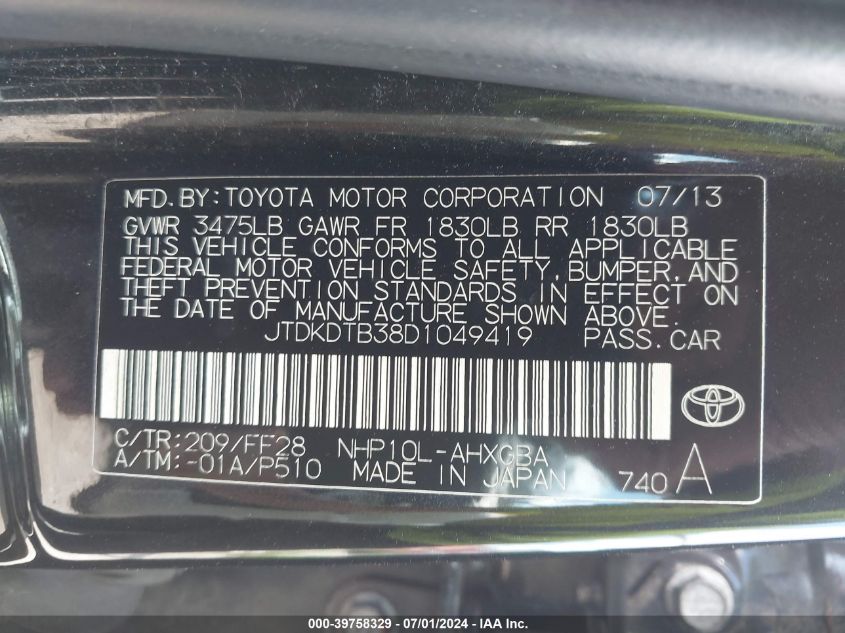 MFD. BY: TOYOTA MOTOR CORPORATION 07/13
GVWR 3475LB GAWR FR 1830LB RR 1830LB
THIS VEHICLE CONFORMS TO ALL APPLICABLE
FEDERAL MOTOR VEHICLE SAFETY, BUMPER, AND
THEFT PREVENTION STANDARDS IN EFFECT ON
THE DATE OF MANUFACTURE SHOWN ABOVE.
JTDKDTB38D1049419 PASS. CAR
C/TR: 209/FF28 NHP10L-AHXGBA
A/TM: -01A/P510 MADE IN JAPAN 740 A
000-39758329 - 07/01/2024 - IAA Inc.